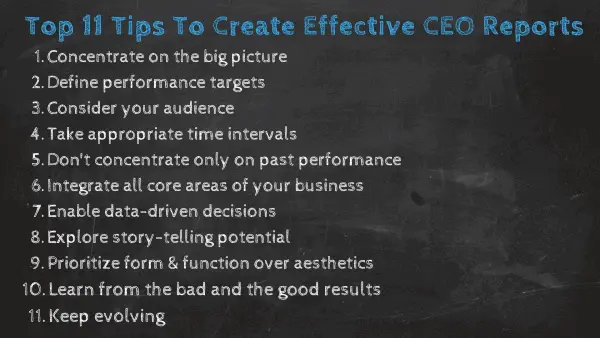 Top 11 Tips To Create Effective CEO Reports
1. Concentrate on the big picture
2. Define performance targets
3. Consider your audience
4. Take appropriate time intervals
5. Don't concentrate only on past performance
6. Integrate all core areas of your business
7. Enable data-driven decisions
8. Explore story-telling potential
9. Prioritize form & function over aesthetics
10. Learn from the bad and the good results
11. Keep evolving